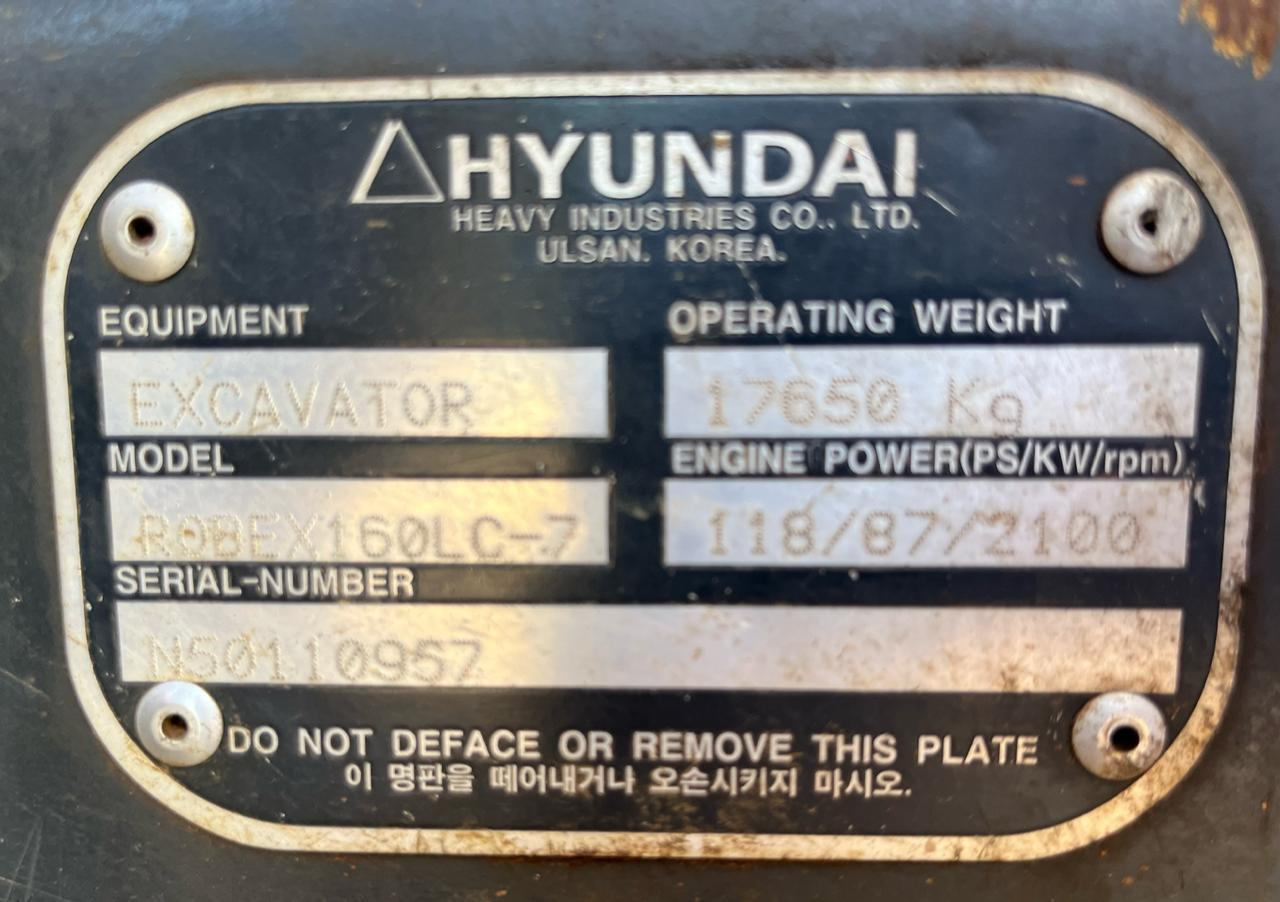 HYUNDAI
HEAVY INDUSTRIES CO., LTD.
ULSAN. KOREA.
EQUIPMENT
EXCAVATOR
OPERATING WEIGHT
17650 Kg
MODEL
ROBEX160LC-7
ENGINE POWER(PS/KW/rpm)
118/87/2100
SERIAL-NUMBER
N50110957
DO NOT DEFACE OR REMOVE THIS PLATE
이 명판을 떼어내거나 오손시키지 마시오.